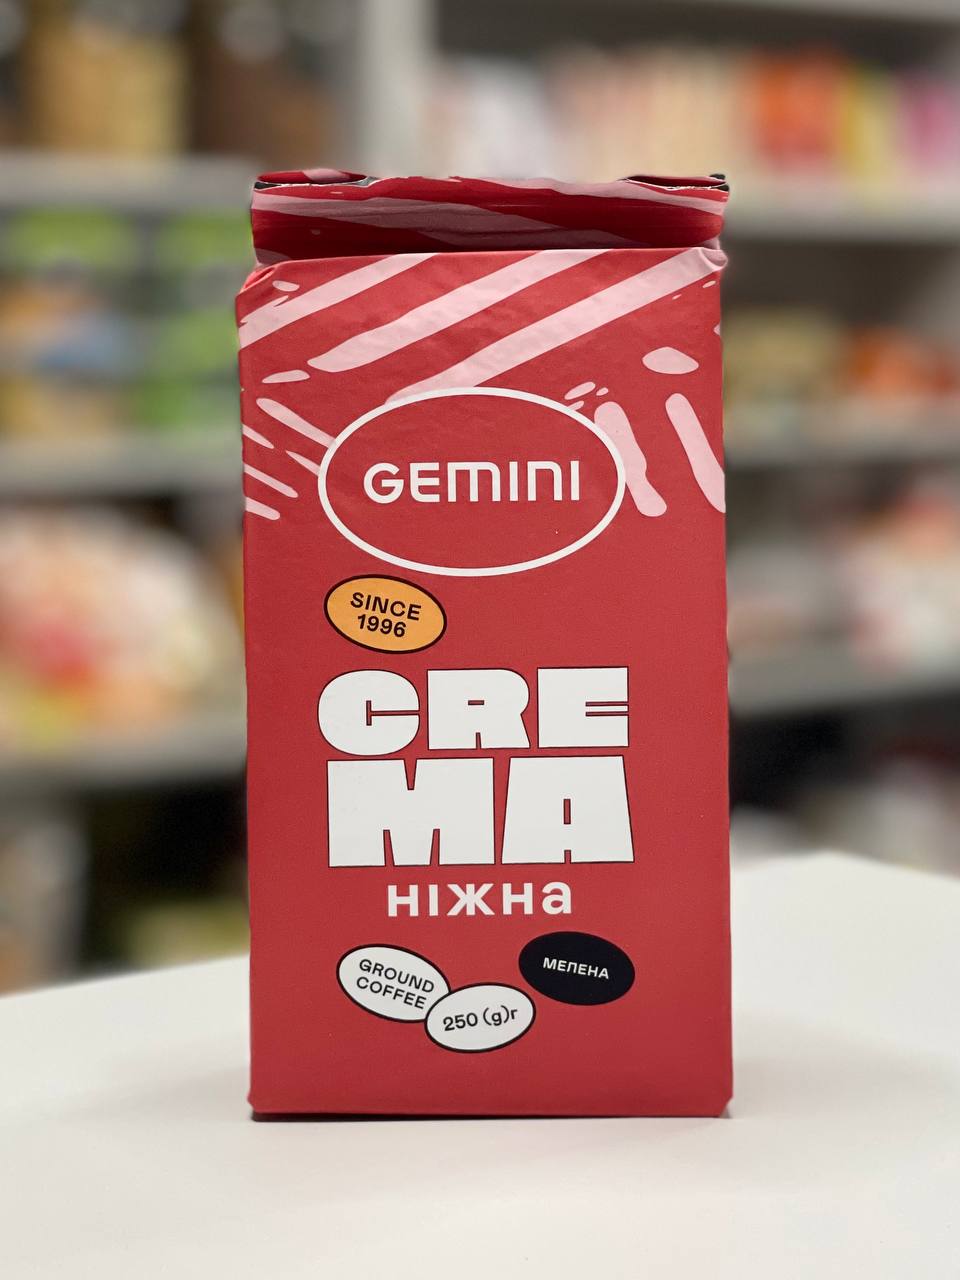 GEMINI
SINCE
1996
CRE
MA
ніжна
GROUND
COFFEE
250 (g)г
МЕЛЕНА